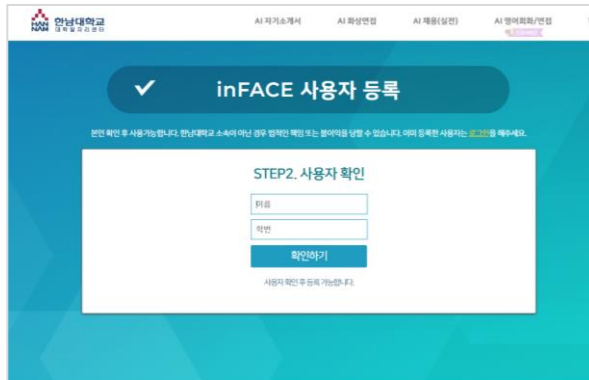 한남대학교
AI 자기소개서
AI 화상면접
AI 채용(실전)
AI 영어회화/면접
inFACE 사용자 등록
본인 확인 후 사용가능합니다. 한남대학교 소속이 아닌 경우 법적인 책임 또는 불이익을 당할 수 있습니다. 이미 등록한 사용자는 로그인을 해주세요.
STEP2. 사용자 확인
이름
학번
확인하기
사용자 확인 후 등록 가능합니다.